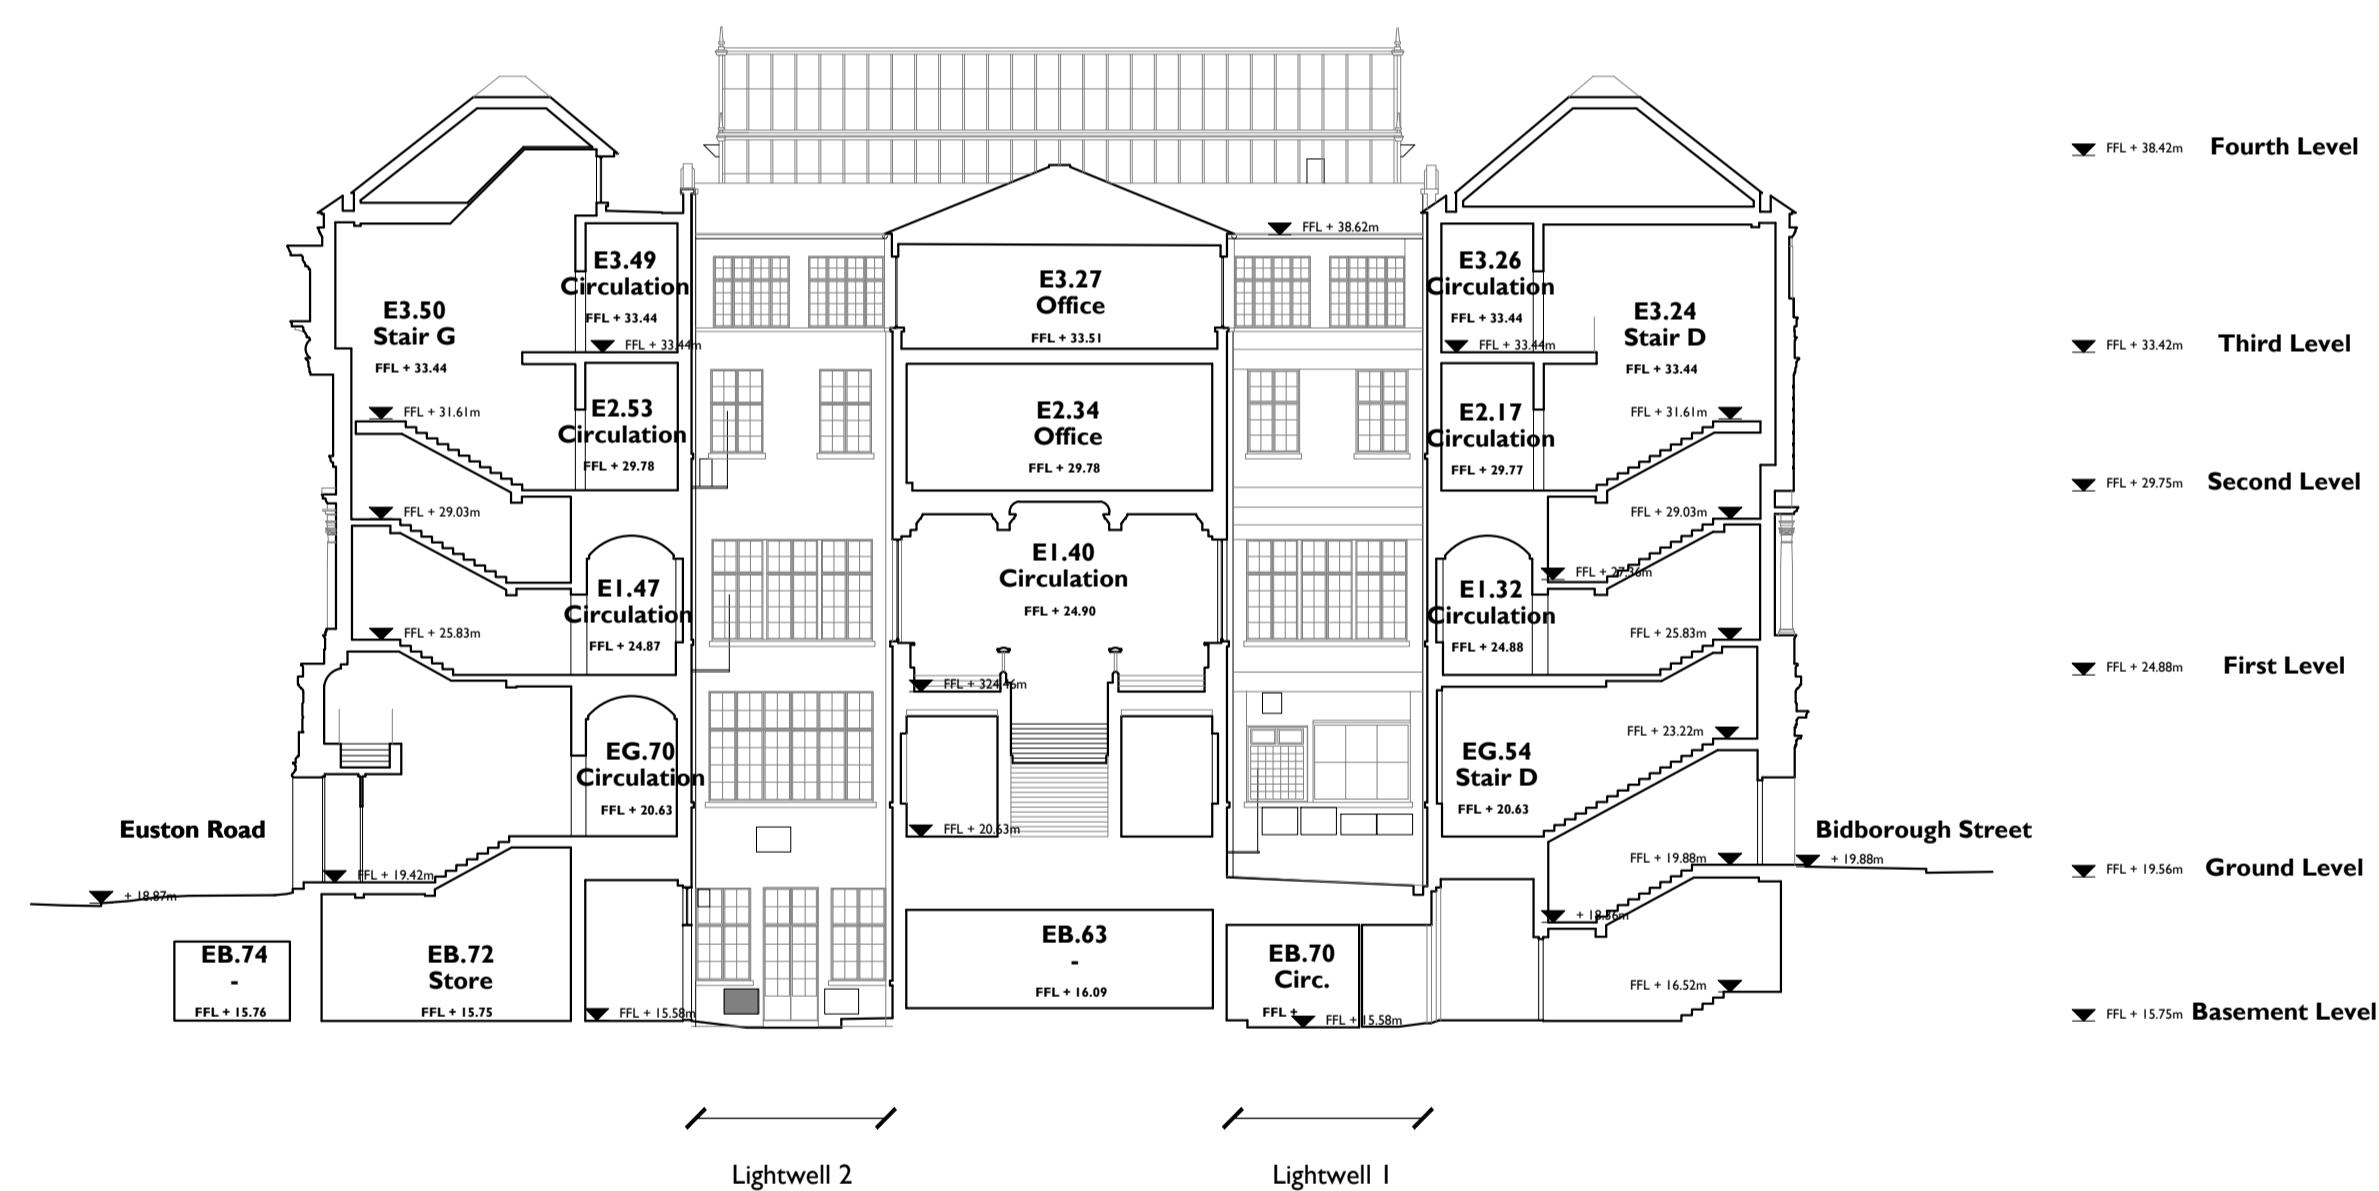 FFL + 38.42m Fourth Level
FFL + 38.62m
E3.49
Circulation
FFL + 33.44
E3.27
Office
FFL + 33.51
E3.26
Circulation
FFL + 33.44
E3.50
Stair G
FFL + 33.44
E3.24
Stair D
FFL + 33.44
FFL + 33.44m
FFL + 33.44m
FFL + 33.42m Third Level
E2.53
Circulation
FFL + 29.78
E2.34
Office
FFL + 29.78
E2.17
Circulation
FFL + 29.77
FFL + 31.61m
FFL + 31.61m
FFL + 29.75m Second Level
FFL + 29.03m
FFL + 29.03m
E1.47
Circulation
FFL + 24.87
E1.40
Circulation
FFL + 24.90
E1.32
Circulation
FFL + 24.88
FFL + 25.83m
FFL + 25.83m
FFL + 24.88m First Level
EG.70
Circulation
FFL + 20.63
FFL + 20.63m
EG.54
Stair D
FFL + 20.63
FFL + 23.22m
Euston Road
Bidborough Street
+ 18.87m
FFL + 19.42m
FFL + 19.88m
+ 19.88m
FFL + 19.56m Ground Level
EB.74
-
FFL + 15.76
EB.72
Store
FFL + 15.75
FFL + 15.58m
EB.63
-
FFL + 16.09
EB.70
Circ.
FFL +
FFL + 15.58m
FFL + 16.52m
FFL + 15.75m Basement Level
Lightwell 2
Lightwell 1